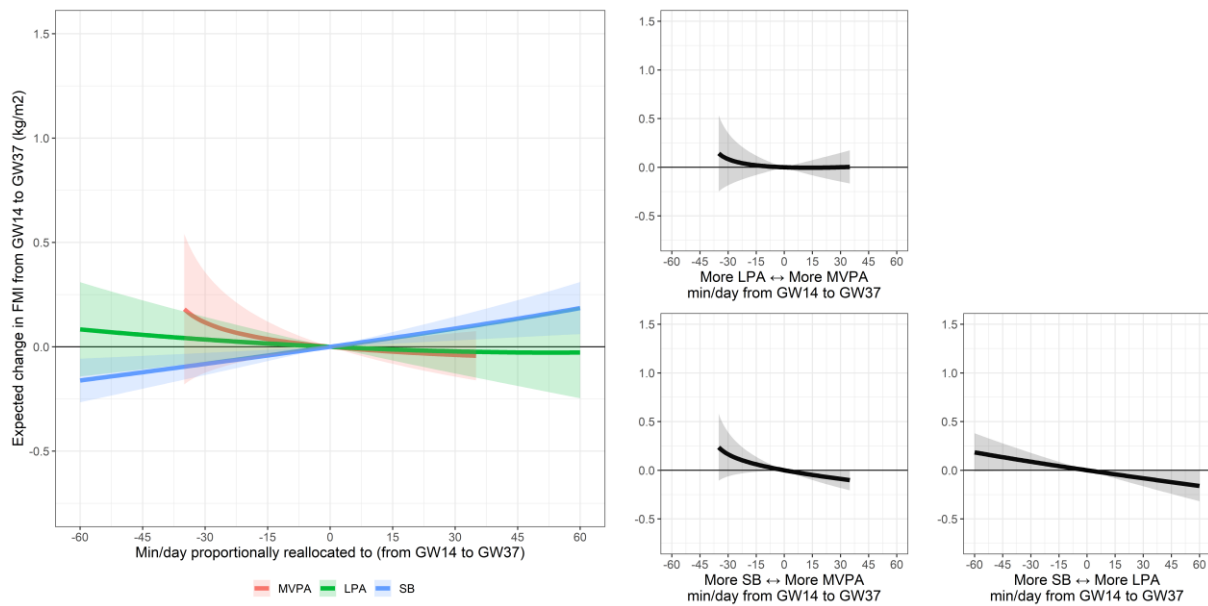 Expected change in FMI from GW14 to GW37 (kg/m2)
1.5
1.0
0.5
0.0
-0.5
-60 -45 -30 -15 0 15 30 45 60
Min/day proportionally reallocated to (from GW14 to GW37)
MVPA LPA SB
1.5
1.0
0.5
0.0
-0.5
-60 -45 -30 -15 0 15 30 45 60
More LPA ↔ More MVPA
min/day from GW14 to GW37
1.5
1.0
0.5
0.0
-0.5
-60 -45 -30 -15 0 15 30 45 60
More SB ↔ More MVPA
min/day from GW14 to GW37
1.5
1.0
0.5
0.0
-0.5
-60 -45 -30 -15 0 15 30 45 60
More SB ↔ More LPA
min/day from GW14 to GW37